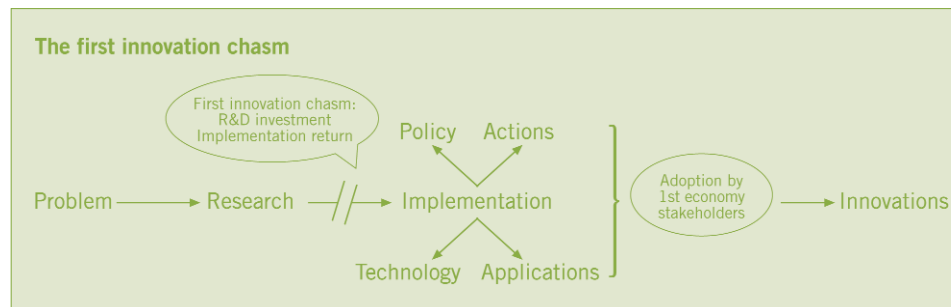 The first innovation chasm
First innovation chasm:
R&D investment
Implementation return
Policy
Actions
Problem
Research
Implementation
Adoption by
1st economy
stakeholders
Innovations
Technology
Applications